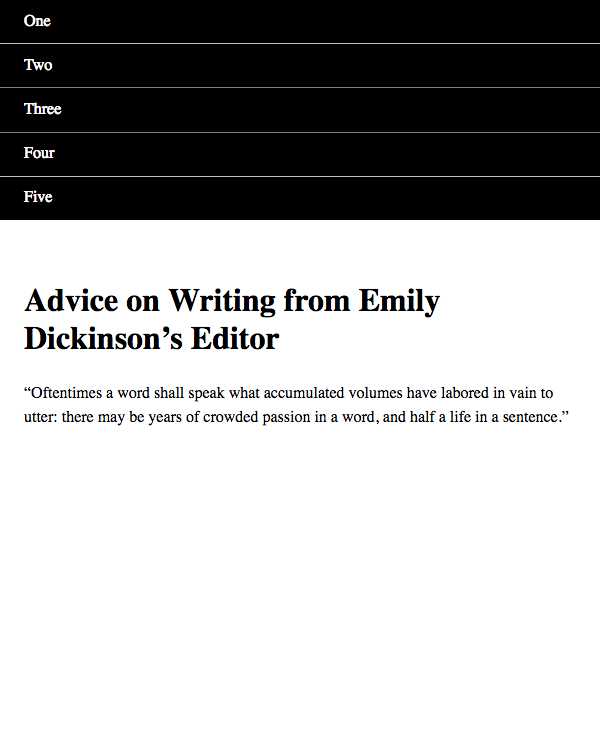 One
Two
Three
Four
Five
Advice on Writing from Emily
Dickinson’s Editor
“Oftentimes a word shall speak what accumulated volumes have labored in vain to
utter: there may be years of crowded passion in a word, and half a life in a sentence.”